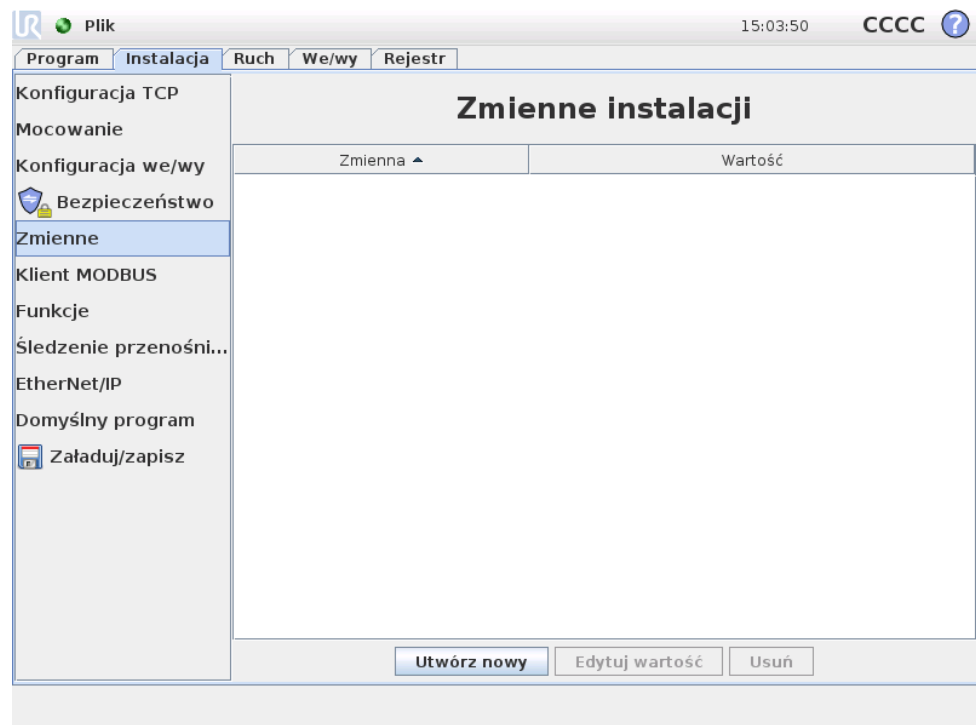 UR Plik 15:03:50 CCCC ?
Program Instalacja Ruch We/wy Rejestr
Konfiguracja TCP
Zmienne instalacji
Mocowanie
Konfiguracja we/wy
Zmienna Wartość
Bezpieczeństwo
Zmienne
Klient MODBUS
Funkcje
Śledzenie przenośni...
EtherNet/IP
Domyślny program
Załaduj/zapisz
Utwórz nowy Edytuj wartość Usuń